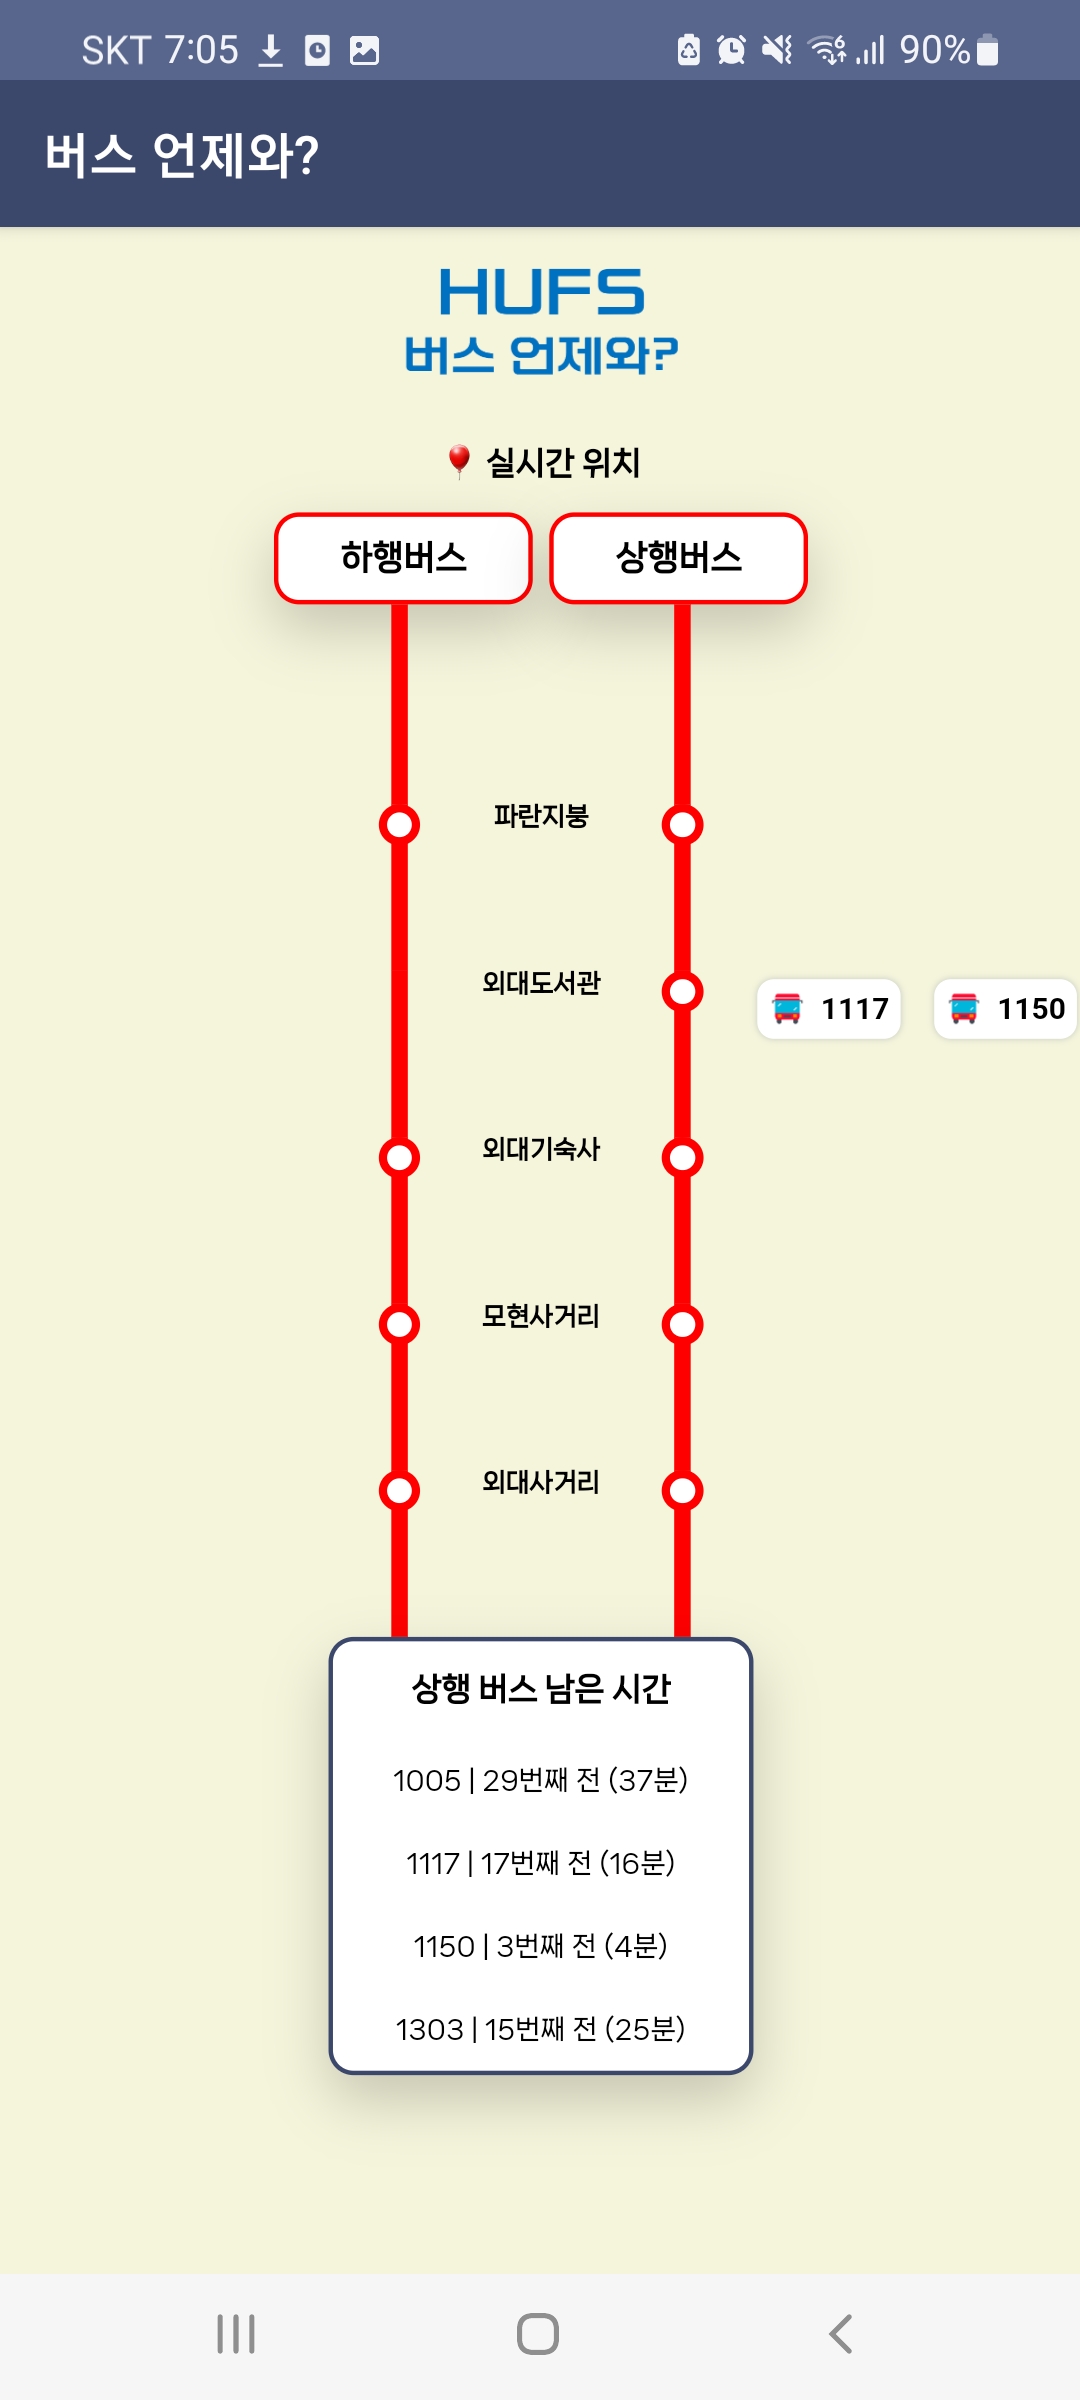 SKT 7:05 90%
버스 언제와?
HUFS
버스 언제와?
실시간 위치
하행버스 상행버스
파란지붕
외대도서관 1117 1150
외대기숙사
모현사거리
외대사거리
상행 버스 남은 시간
1005 | 29번째 전 (37분)
1117 | 17번째 전 (16분)
1150 | 3번째 전 (4분)
1303 | 15번째 전 (25분)